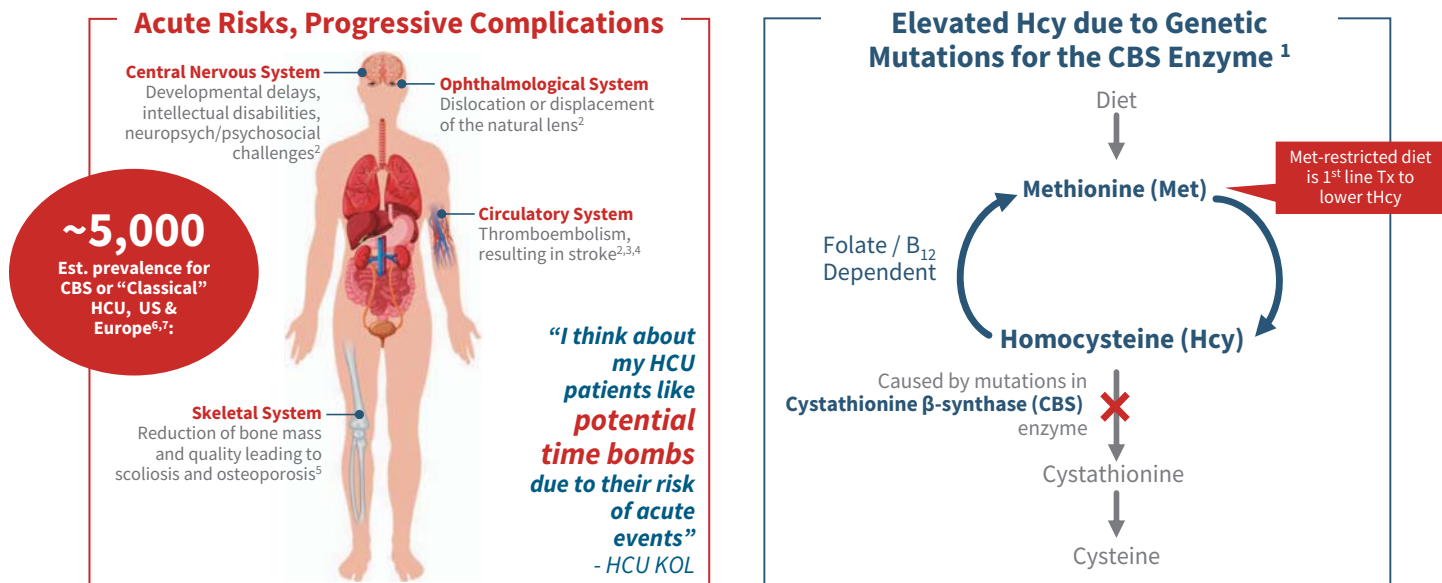 Acute Risks, Progressive Complications
Central Nervous System
Developmental delays,
intellectual disabilities,
neuropsych/psychosocial
challenges²
Ophthalmological System
Dislocation or displacement
of the natural lens²
~5,000
Est. prevalence for
CBS or “Classical”
HCU, US &
Europe⁶,⁷:
Circulatory System
Thromboembolism,
resulting in stroke²,³,⁴
Skeletal System
Reduction of bone mass
and quality leading to
scoliosis and osteoporosis⁵
“I think about
my HCU
patients like
potential
time bombs
due to their risk
of acute
events”
- HCU KOL
Elevated Hcy due to Genetic
Mutations for the CBS Enzyme ¹
Diet
Methionine (Met)
Met-restricted diet
is 1st line Tx to
lower tHcy
Folate / B₁₂
Dependent
Homocysteine (Hcy)
Caused by mutations in
Cystathionine β-synthase (CBS)
enzyme
Cystathionine
Cysteine